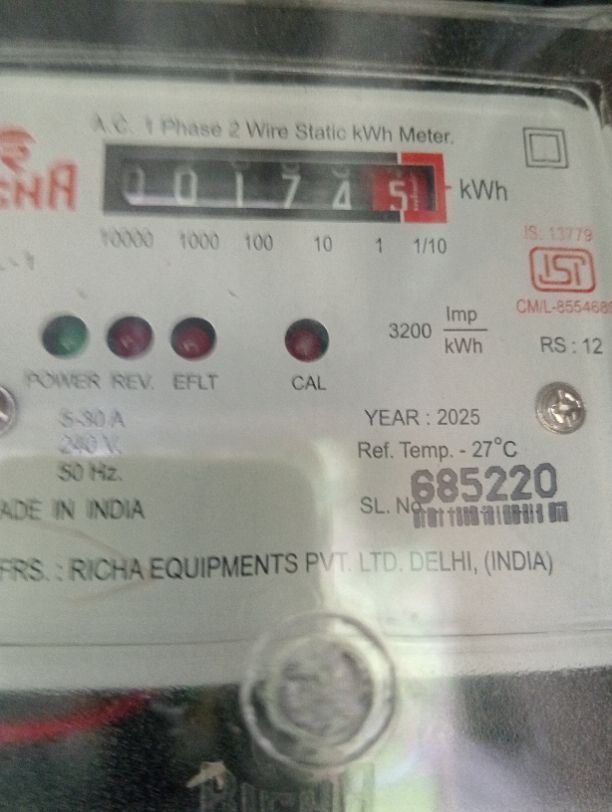 A.C. 1 Phase 2 Wire Static kWh Meter.
0 0 1 7 4 5 kWh
10000 1000 100 10 1 1/10
IS: 13779
ISI
CM/L-855468
3200 Imp/kWh
RS : 12
POWER REV. EFLT CAL
5-30 A
240 V.
50 Hz.
YEAR : 2025
Ref. Temp. - 27°C
SL. No 685220
ADE IN INDIA
FRS. : RICHA EQUIPMENTS PVT. LTD. DELHI, (INDIA)